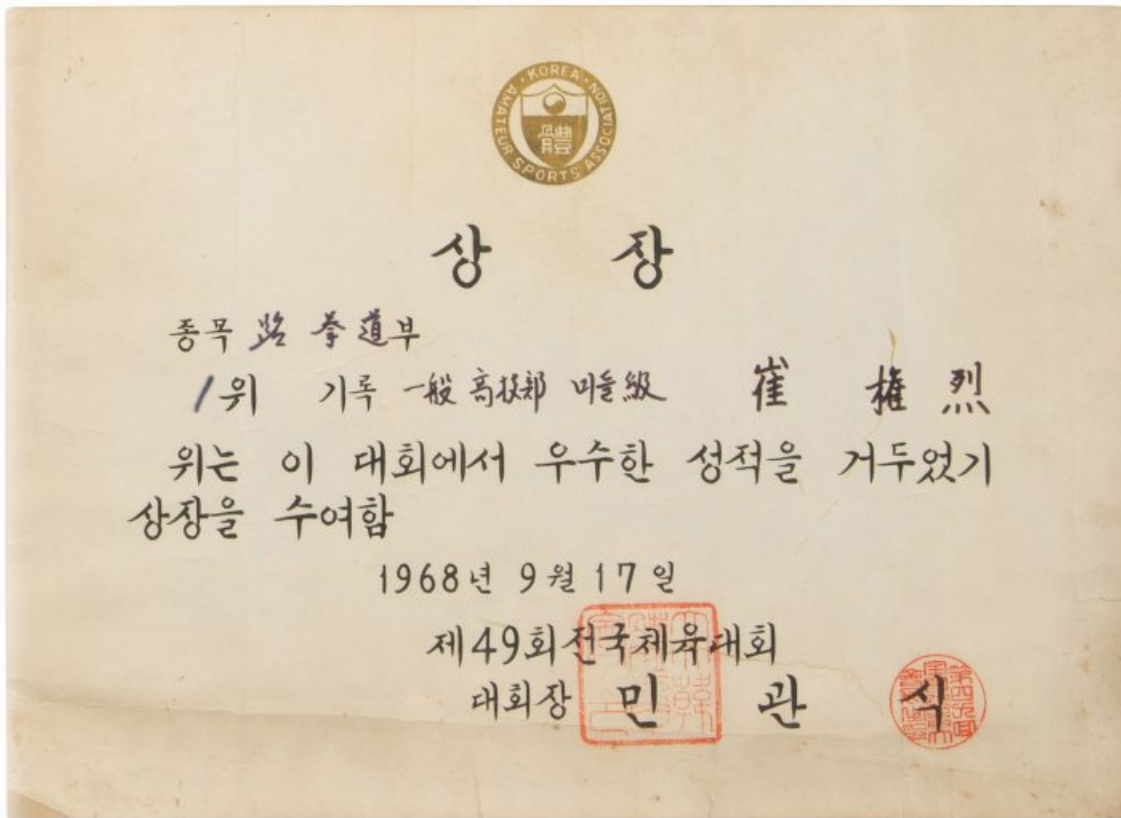 KOREA AMATEUR SPORTS ASSOCIATION NATION
體
상 장
종목 跆 拳 道 부
1위 기록 一般 高技部 미들級 崔 權 烈
위는 이 대회에서 우수한 성적을 거두었기
상장을 수여함
1968년 9월 17일
제49회전국체육대회
대회장 민 관 식